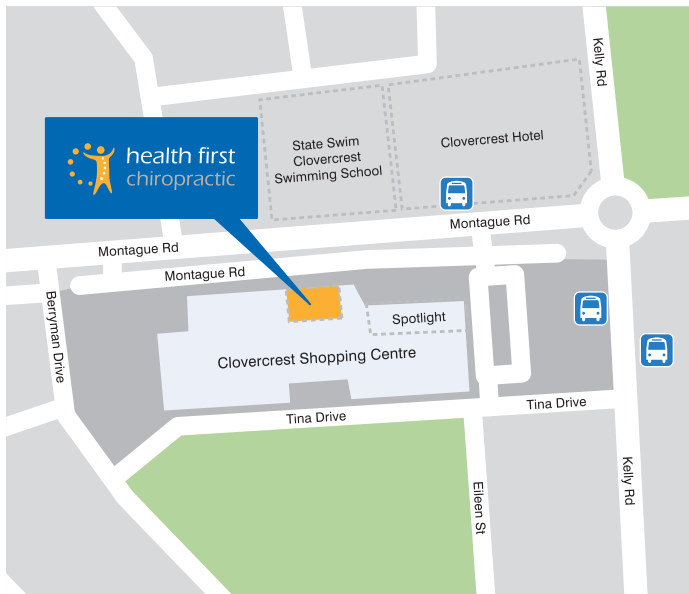 Kelly Rd
State Swim
Clovercrest
Swimming School
Clovercrest Hotel
health first
chiropractic
Montague Rd
Montague Rd
Montague Rd
Berryman Drive
Spotlight
Clovercrest Shopping Centre
Tina Drive
Tina Drive
Eileen St
Kelly Rd